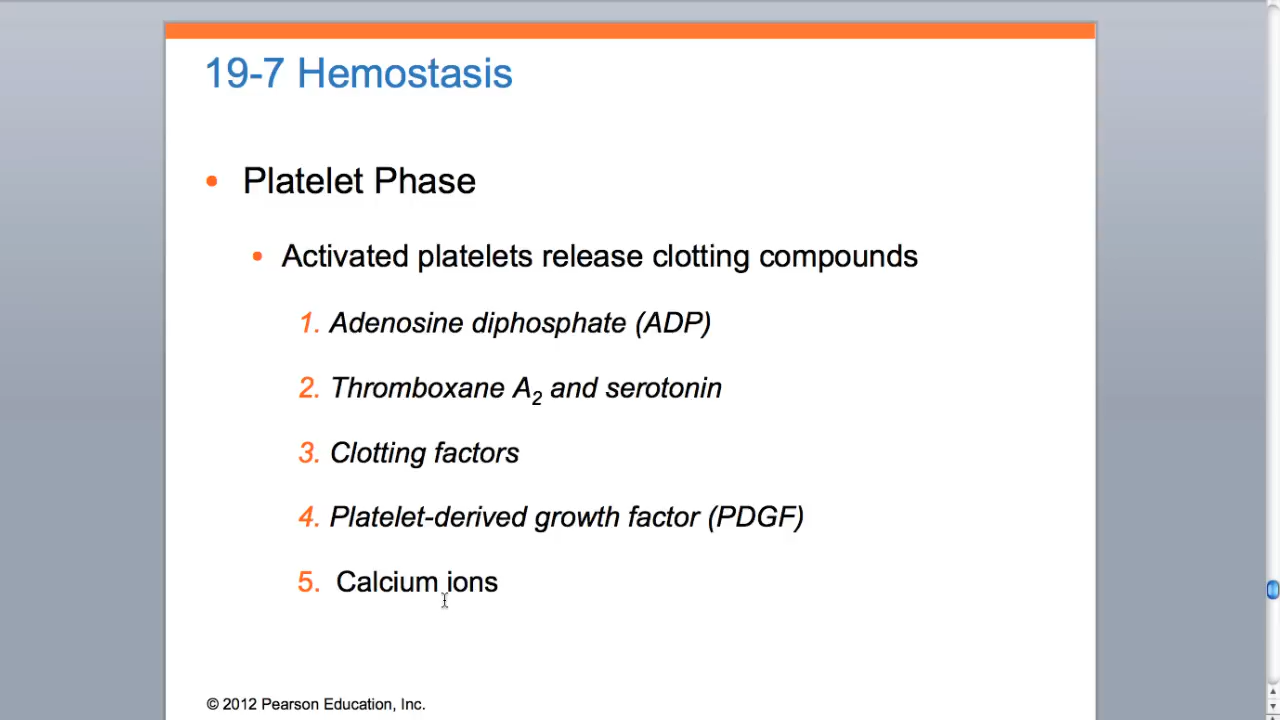 19-7 Hemostasis
• Platelet Phase
• Activated platelets release clotting compounds
1. Adenosine diphosphate (ADP)
2. Thromboxane A₂ and serotonin
3. Clotting factors
4. Platelet-derived growth factor (PDGF)
5. Calcium ions
© 2012 Pearson Education, Inc.